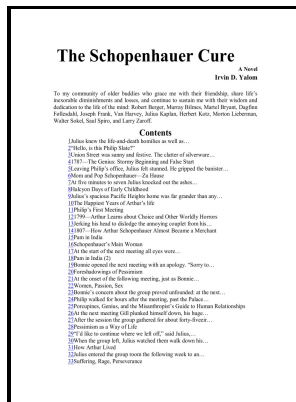 The Schopenhauer Cure
A Novel
Irvin D. Yalom
To my community of older buddies who grace me with their friendship, share life's
inexorable diminishments and losses, and continue to sustain me with their wisdom and
dedication to the life of the mind: Robert Berger, Murray Bilmes, Martel Bryant, Dagfinn
Føllesdahl, Joseph Frank, Van Harvey, Julius Kaplan, Herbert Kotz, Morton Lieberman,
Walter Sokel, Saul Spiro, and Larry Zaroff.
Contents
1Julius knew the life-and-death homilies as well as…
2"Hello, is this Philip Slate?"
3Union Street was sunny and festive. The clatter of silverware…
41787—The Genius: Stormy Beginning and False Start
5Leaving Philip's office, Julius felt stunned. He gripped the banister…
6Mom and Pop Schopenhauer—Zu Hause
7At five minutes to seven Julius knocked out the ashes…
8Halcyon Days of Early Childhood
9Julius's spacious Pacific Heights home was far grander than any…
10The Happiest Years of Arthur's life
11Philip's First Meeting
121799—Arthur Learns about Choice and Other Worldly Horrors
13Jerking his head to dislodge the annoying couplet from his…
141807—How Arthur Schopenhauer Almost Became a Merchant
15Pam in India
16Schopenhauer's Main Woman
17At the start of the next meeting all eyes were…
18Pam in India (2)
19Bonnie opened the next meeting with an apology. "Sorry to…
20Foreshadowings of Pessimism
21At the onset of the following meeting, just as Bonnie…
22Women, Passion, Sex
23Bonnie's concern about the group proved unfounded: at the next…
24Philip walked for hours after the meeting, past the Palace…
25Porcupines, Genius, and the Misanthropist's Guide to Human Relationships
26At the next meeting Gill plunked himself down, his huge…
27After the session the group gathered for about forty-fiveœ…
28Pessimism as a Way of Life
29"I'd like to continue where we left off," said Julius,…
30When the group left, Julius watched them walk down his…
31How Arthur Lived
32Julius entered the group room the following week to an…
33Suffering, Rage, Perseverance